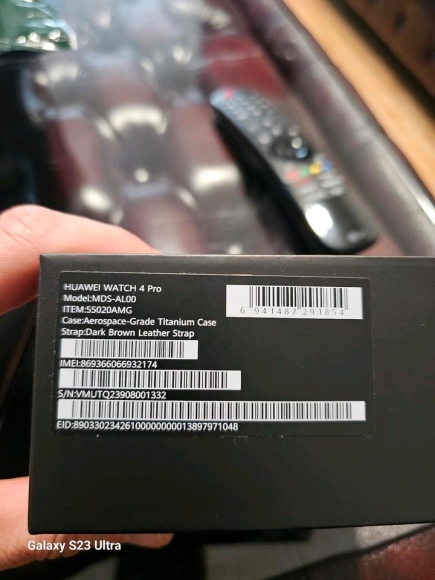 HUAWEI WATCH 4 Pro
Model:MDS-AL00
ITEM:55020AMG
Case:Aerospace-Grade Titanium Case
Strap:Dark Brown Leather Strap
6 941487 291854
IMEI:869366066932174
S/N:VMUTQ23908001332
EID:89033023426100000000013897971048
Galaxy S23 Ultra